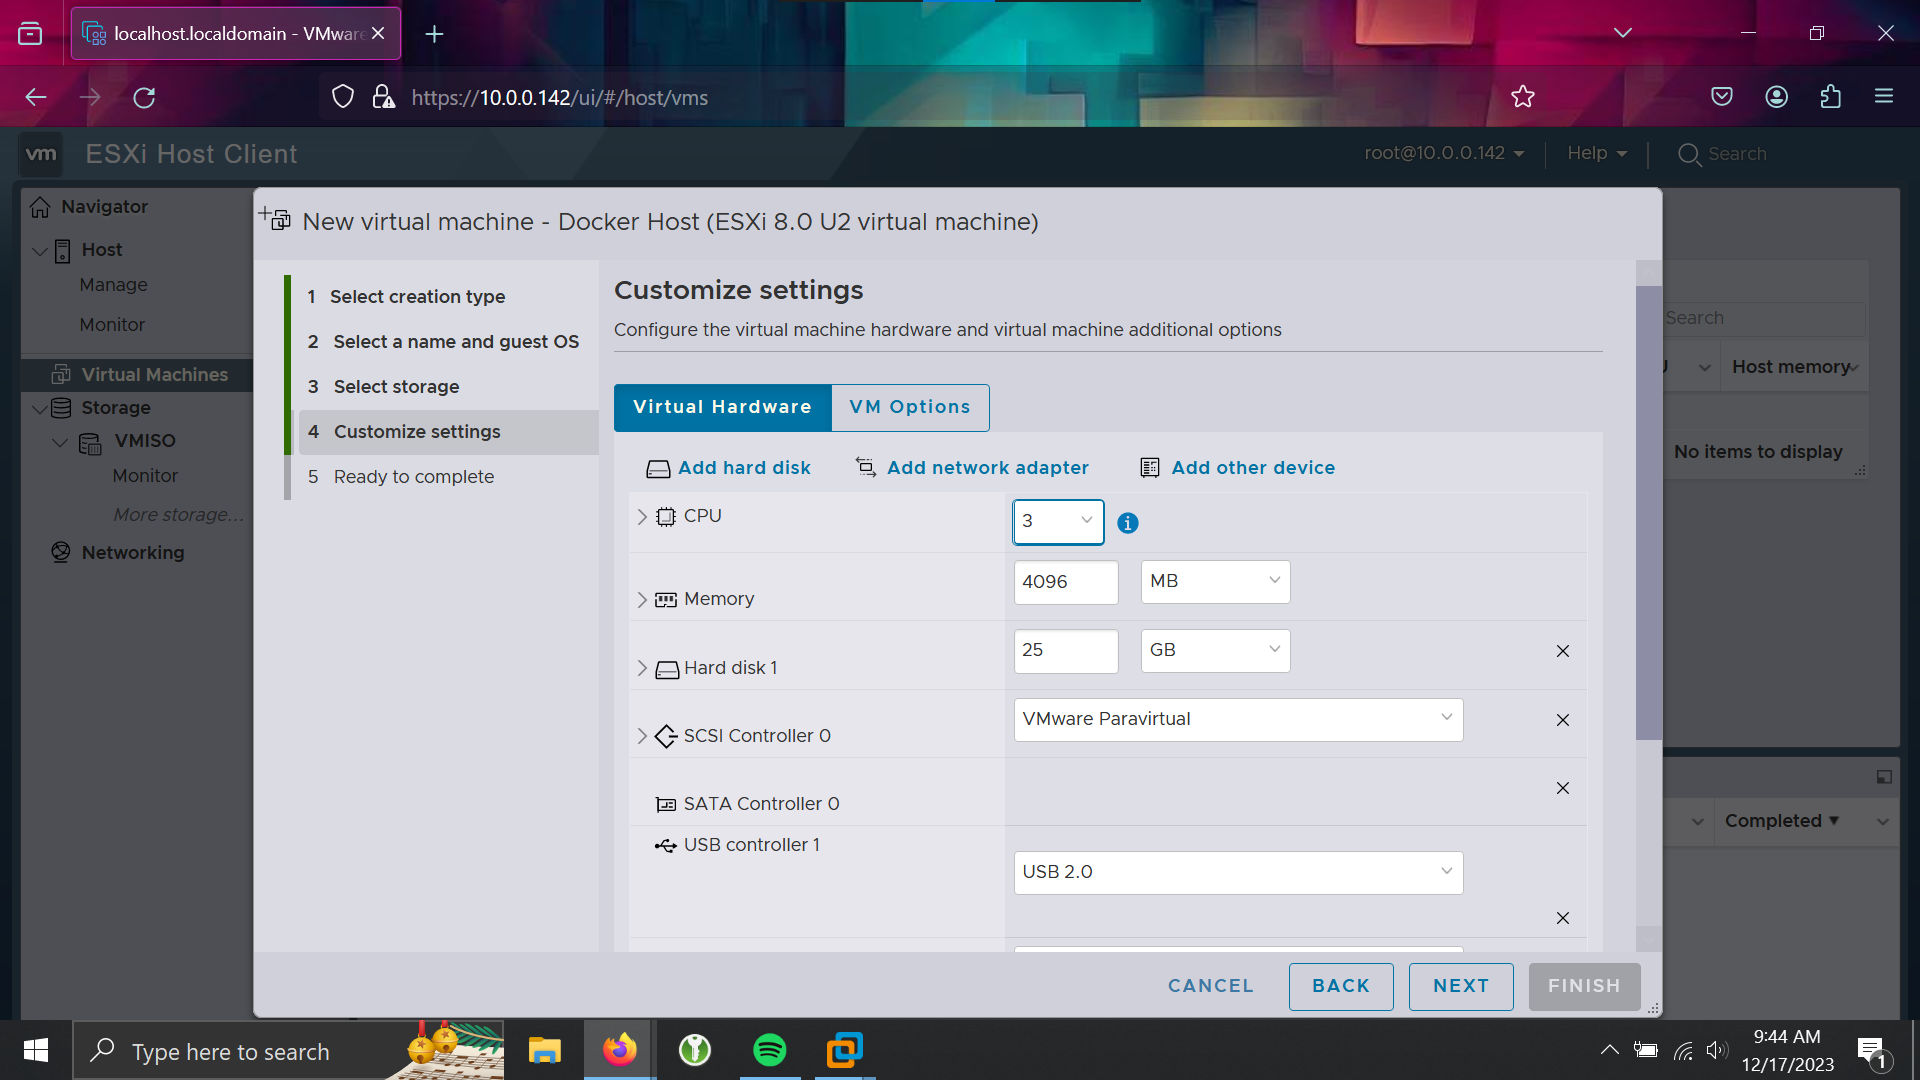 localhost.localdomain - VMware
https://10.0.0.142/ui/#/host/vms
vm
ESXi Host Client
root@10.0.0.142
Help
Search
Navigator
Host
Manage
Monitor
Virtual Machines
Storage
VMISO
Monitor
More storage...
Networking
New virtual machine - Docker Host (ESXi 8.0 U2 virtual machine)
1 Select creation type
2 Select a name and guest OS
3 Select storage
4 Customize settings
5 Ready to complete
Customize settings
Configure the virtual machine hardware and virtual machine additional options
Virtual Hardware
VM Options
Add hard disk
Add network adapter
Add other device
CPU
3
Memory
4096
MB
Hard disk 1
25
GB
SCSI Controller 0
VMware Paravirtual
SATA Controller 0
USB controller 1
USB 2.0
CANCEL
BACK
NEXT
FINISH
Search
Host memory
No items to display
Completed
Type here to search
9:44 AM
12/17/2023
1